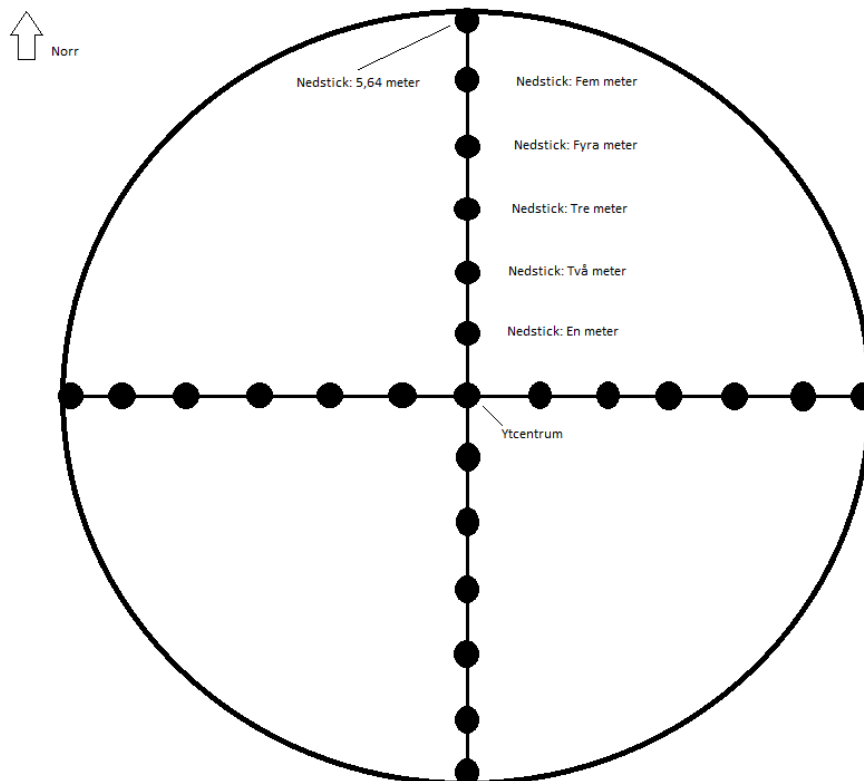 Norr
Nedstick: 5,64 meter
Nedstick: Fem meter
Nedstick: Fyra meter
Nedstick: Tre meter
Nedstick: Två meter
Nedstick: En meter
Ytcentrum